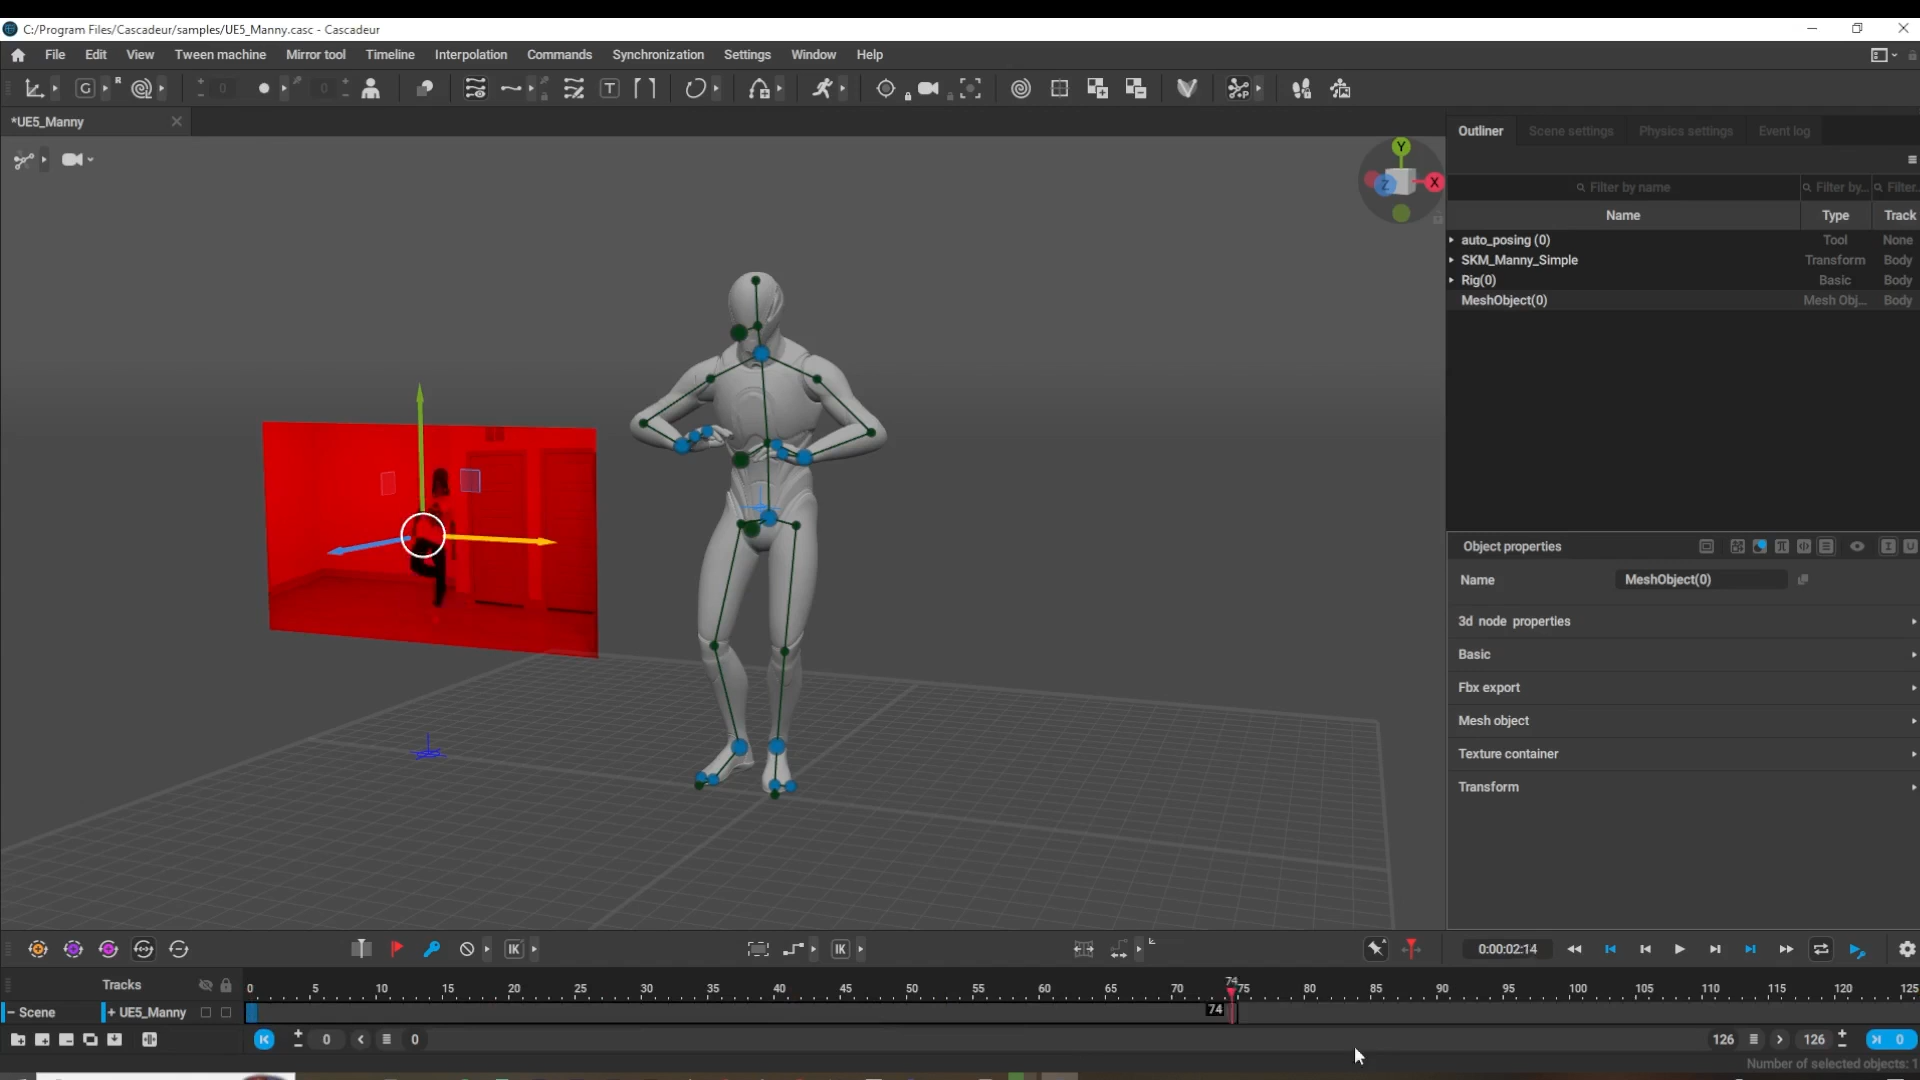 C:/Program Files/Cascadeur/samples/UE5_Manny.casc - Cascadeur
File Edit View Tween machine Mirror tool Timeline Interpolation Commands Synchronization Settings Window Help
G R 0 0 T
*UE5_Manny
Y
Z X
Outliner Scene settings Physics settings Event log
Filter by name Filter by... Filter...
Name Type Track
auto_posing (0) Tool None
SKM_Manny_Simple Transform Body
Rig(0) Basic Body
MeshObject(0) Mesh Obj... Body
Object properties
Name MeshObject(0)
3d node properties
Basic
Fbx export
Mesh object
Texture container
Transform
IK IK 0:00:02:14
Tracks 0 5 10 15 20 25 30 35 40 45 50 55 60 65 70 74 75 80 85 90 95 100 105 110 115 120 125
- Scene + UE5_Manny 74
0 0 126 126 0
Number of selected objects: 1